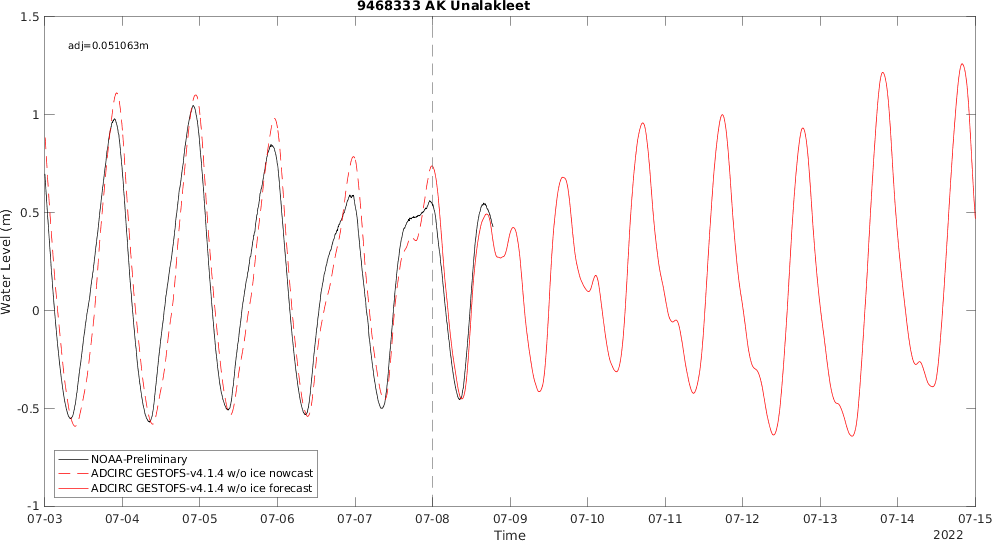 9468333 AK Unalakleet
adj=0.051063m
Water Level (m)
1.5
1
0.5
0
-0.5
-1
NOAA-Preliminary
ADCIRC GESTOFS-v4.1.4 w/o ice nowcast
ADCIRC GESTOFS-v4.1.4 w/o ice forecast
07-03 07-04 07-05 07-06 07-07 07-08 07-09 07-10 07-11 07-12 07-13 07-14 07-15
Time
2022